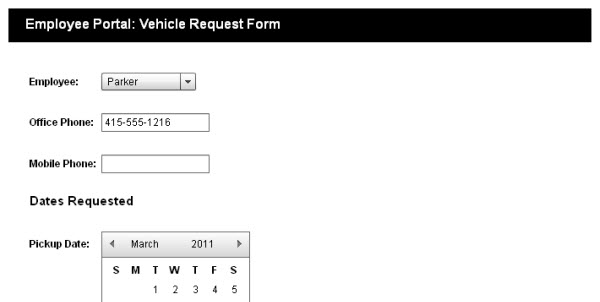 Employee Portal: Vehicle Request Form
Employee: Parker
Office Phone: 415-555-1216
Mobile Phone:
Dates Requested
Pickup Date: March 2011
S M T W T F S
1 2 3 4 5